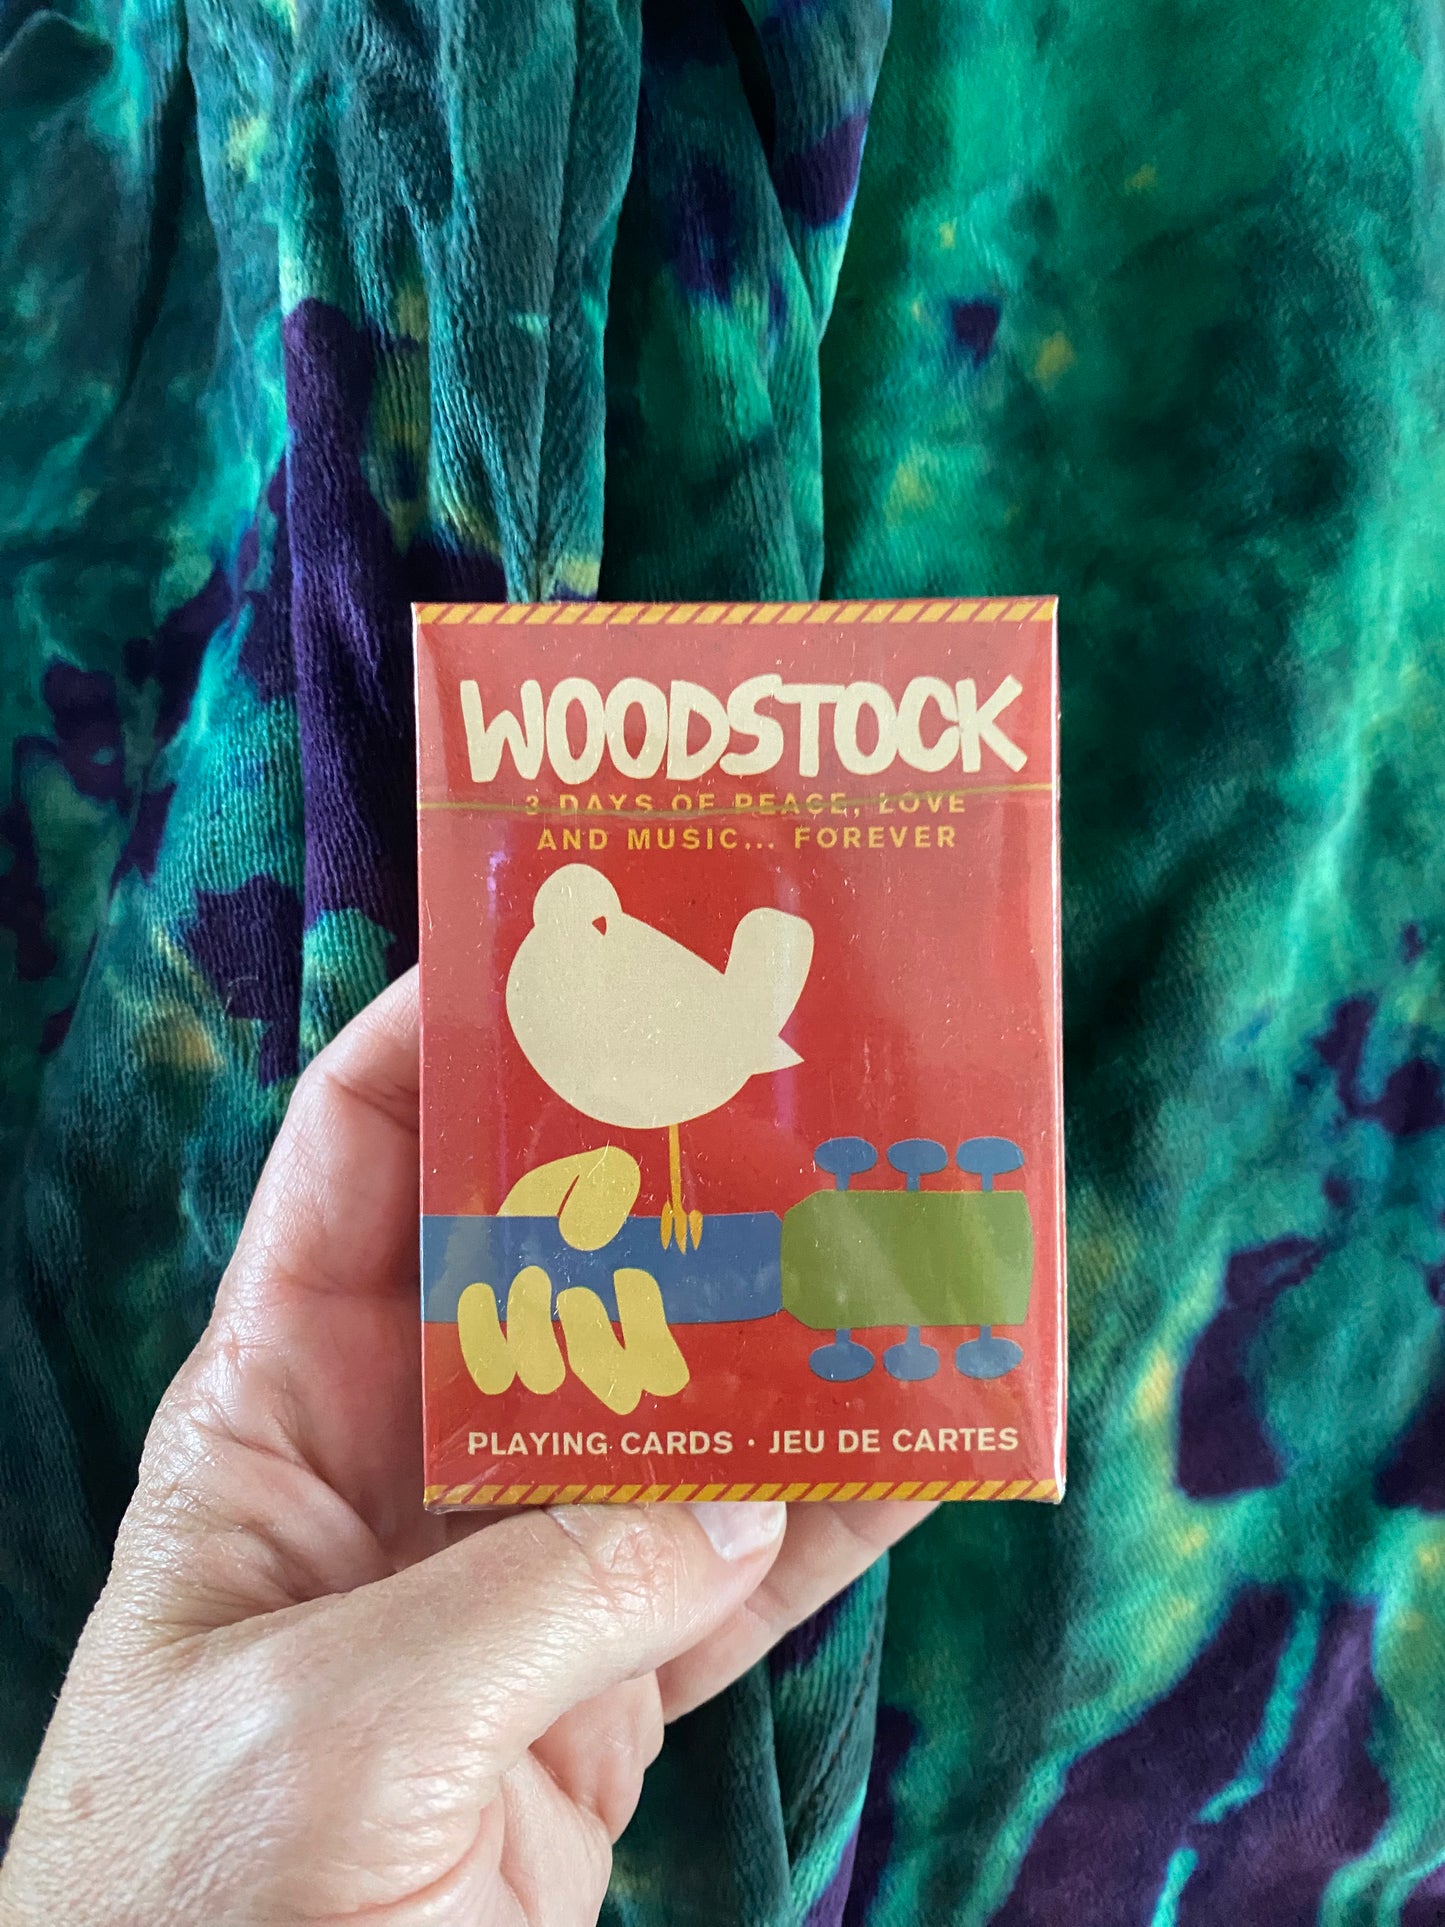 WOODSTOCK
3 DAYS OF PEACE, LOVE
AND MUSIC... FOREVER
PLAYING CARDS · JEU DE CARTES